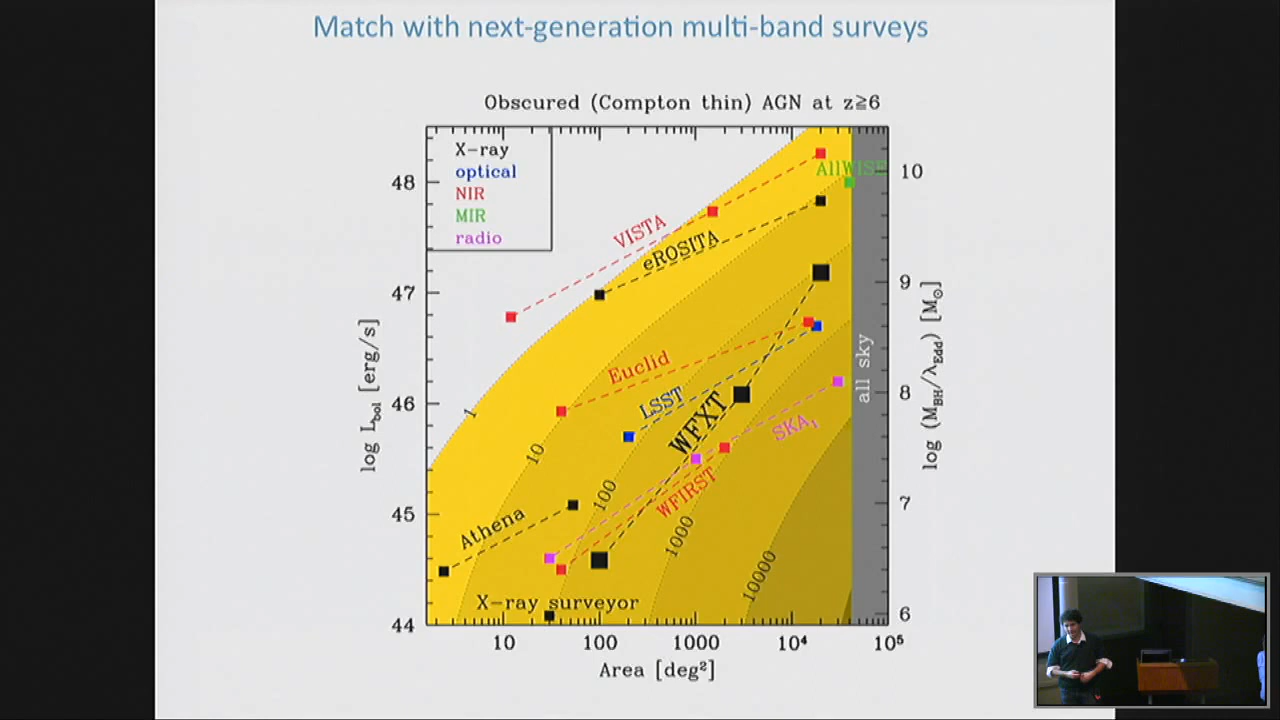 Match with next-generation multi-band surveys
Obscured (Compton thin) AGN at z≧6
X-ray
optical
NIR
MIR
radio
48
47
46
45
44
log L_bol [erg/s]
10
9
8
7
6
log (M_BH/λ_Edd) [M_⊙]
10
100
1000
10⁴
10⁵
Area [deg²]
VISTA
AllWISE
eROSITA
Euclid
LSST
WFXT
SKA₁
WFIRST
Athena
X-ray surveyor
all sky
1
10
100
1000
10000